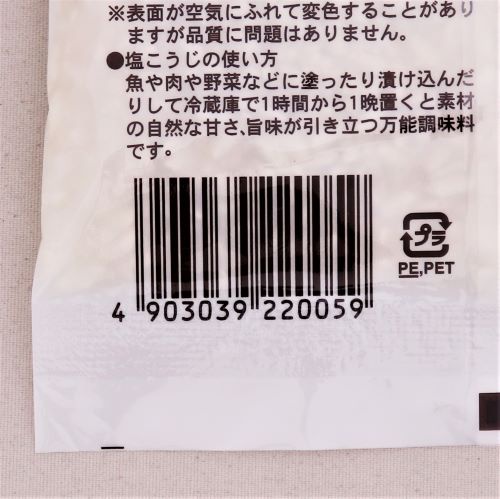 ※表面が空気にふれて変色することがあり
ますが品質に問題はありません。
●塩こうじの使い方
魚や肉や野菜などに塗ったり漬け込んだ
りして冷蔵庫で1時間から1晩置くと素材
の自然な甘さ、旨味が引き立つ万能調味料
です。
プラ
PE,PET
4 903039 220059